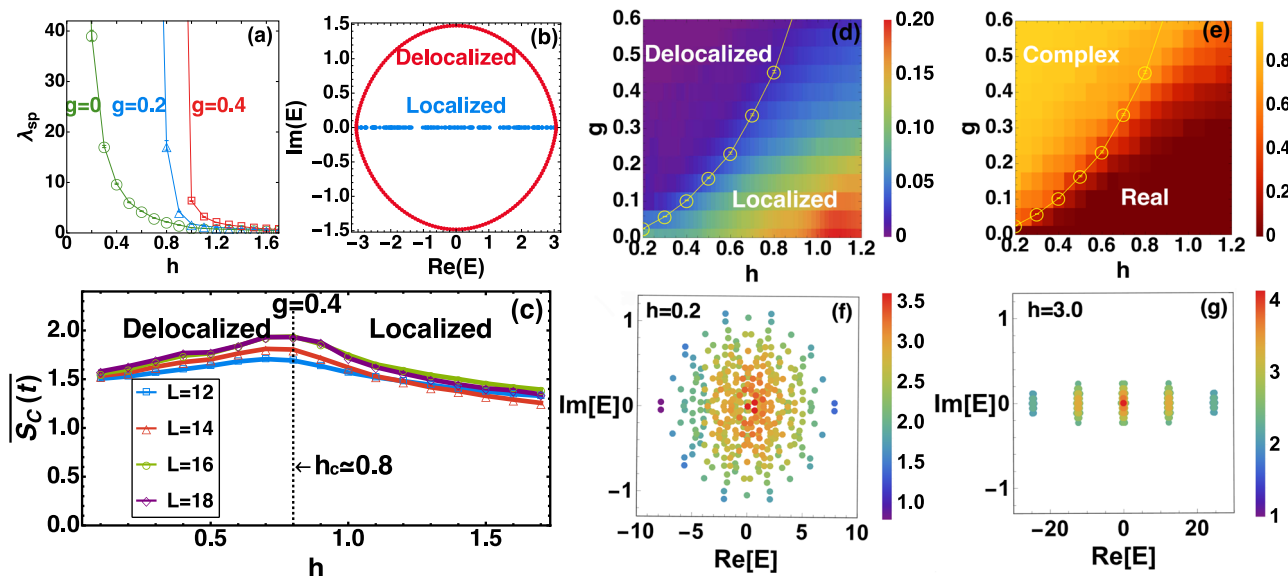 (a)
40
30
20
10
0
λsp
g=0 g=0.2 g=0.4
0 0.4 0.8 1.2 1.6
h
(b)
1.5
1.0
0.5
0.0
−0.5
−1.0
−1.5
Im(E)
Delocalized
Localized
−3 −2 −1 0 1 2 3
Re(E)
(d)
0.6
0.5
0.4
0.3
0.2
0.1
0.0
g
Delocalized
Localized
0.2 0.4 0.6 0.8 1.0 1.2
h
0.20
0.15
0.10
0.05
0
(e)
0.6
0.5
0.4
0.3
0.2
0.1
0.0
g
Complex
Real
0.2 0.4 0.6 0.8 1.0 1.2
h
0.8
0.6
0.4
0.2
0
(c)
g=0.4
Delocalized Localized
2.0
1.5
1.0
0.5
0.0
S_C(t)
L=12
L=14
L=16
L=18
←hc≃0.8
0.5 1.0 1.5
h
h=0.2 (f)
1
Im[E]0
−1
−10 −5 0 5 10
Re[E]
3.5
3.0
2.5
2.0
1.5
1.0
h=3.0 (g)
1
Im[E]0
−1
−20 0 20
Re[E]
4
3
2
1